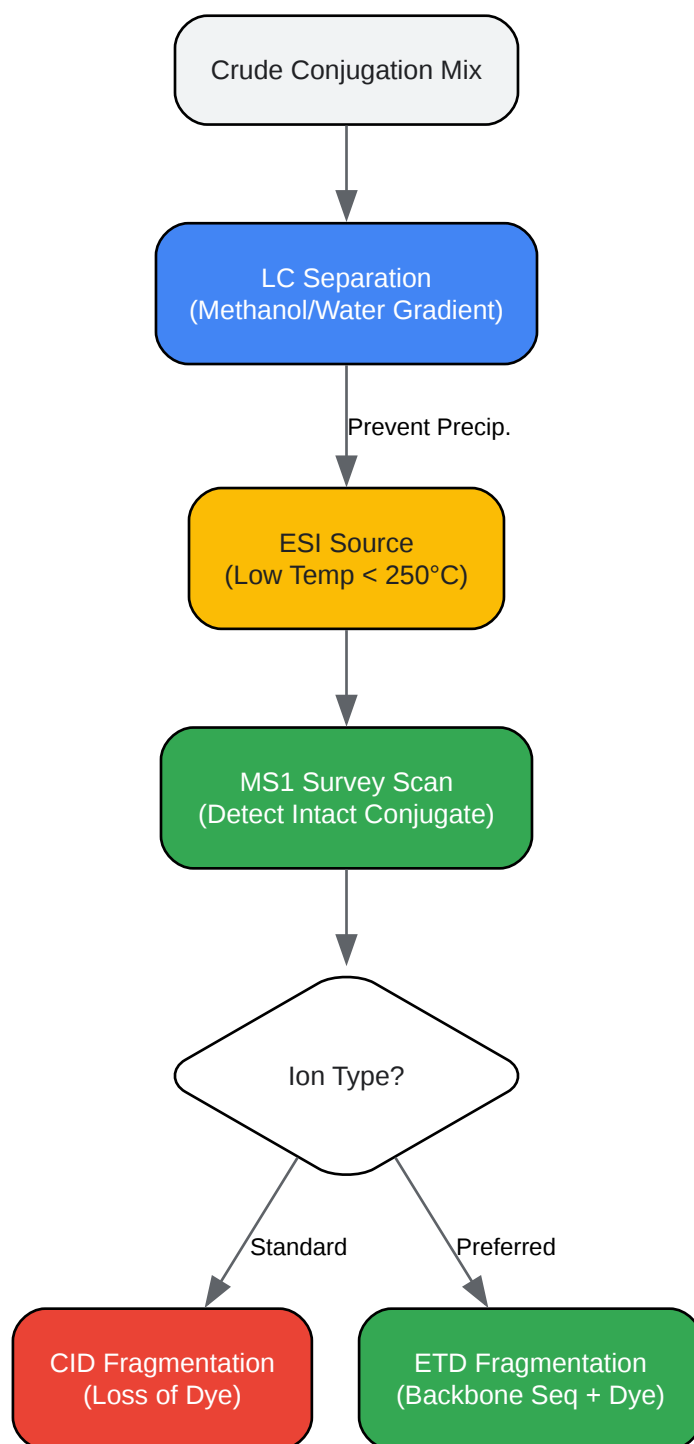 Crude Conjugation Mix
LC Separation
(Methanol/Water Gradient)
Prevent Precip.
ESI Source
(Low Temp < 250°C)
MS1 Survey Scan
(Detect Intact Conjugate)
Ion Type?
Standard
Preferred
CID Fragmentation
(Loss of Dye)
ETD Fragmentation
(Backbone Seq + Dye)